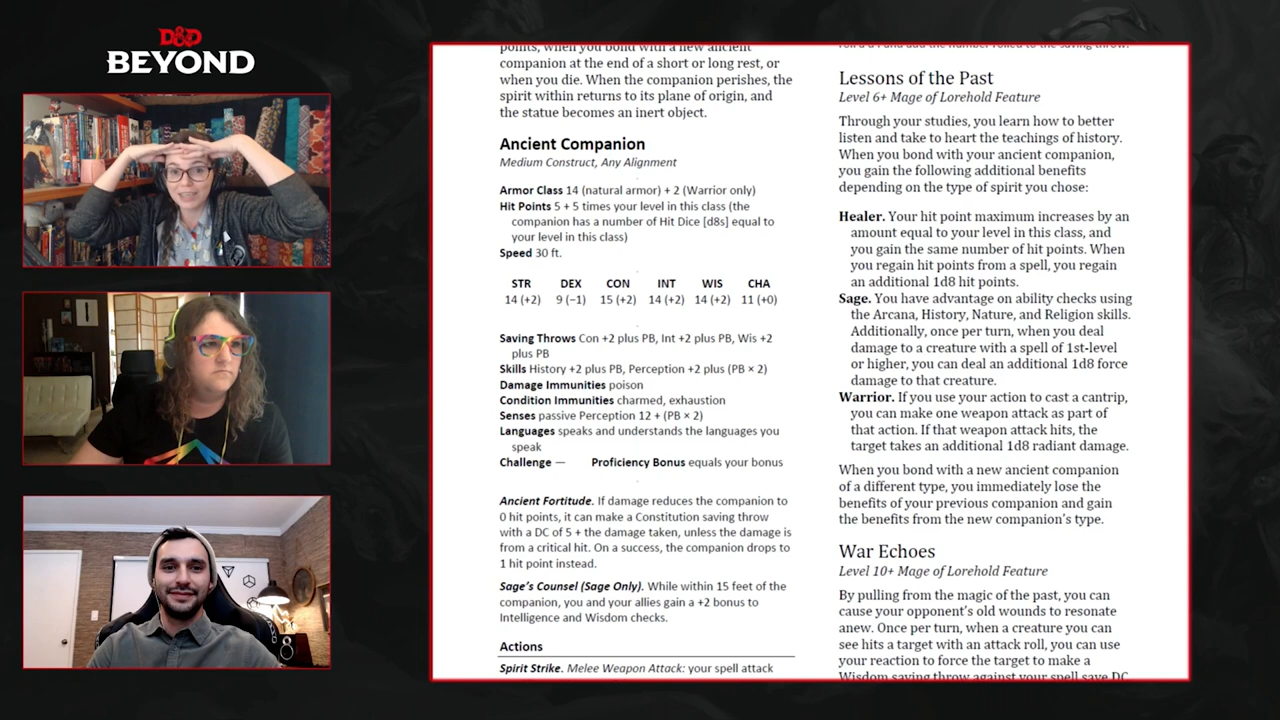 D&D
BEYOND
points, when you bond with a new ancient
companion at the end of a short or long rest, or
when you die. When the companion perishes, the
spirit within returns to its plane of origin, and
the statue becomes an inert object.
Ancient Companion
Medium Construct, Any Alignment
Armor Class 14 (natural armor) + 2 (Warrior only)
Hit Points 5 + 5 times your level in this class (the
companion has a number of Hit Dice [d8s] equal to
your level in this class)
Speed 30 ft.
STR DEX CON INT WIS CHA
14 (+2) 9 (−1) 15 (+2) 14 (+2) 14 (+2) 11 (+0)
Saving Throws Con +2 plus PB, Int +2 plus PB, Wis +2
plus PB
Skills History +2 plus PB, Perception +2 plus (PB × 2)
Damage Immunities poison
Condition Immunities charmed, exhaustion
Senses passive Perception 12 + (PB × 2)
Languages speaks and understands the languages you
speak
Challenge — Proficiency Bonus equals your bonus
Ancient Fortitude. If damage reduces the companion to
0 hit points, it can make a Constitution saving throw
with a DC of 5 + the damage taken, unless the damage is
from a critical hit. On a success, the companion drops to
1 hit point instead.
Sage's Counsel (Sage Only). While within 15 feet of the
companion, you and your allies gain a +2 bonus to
Intelligence and Wisdom checks.
Actions
Spirit Strike. Melee Weapon Attack: your spell attack
Lessons of the Past
Level 6+ Mage of Lorehold Feature
Through your studies, you learn how to better
listen and take to heart the teachings of history.
When you bond with your ancient companion,
you gain the following additional benefits
depending on the type of spirit you chose:
Healer. Your hit point maximum increases by an
amount equal to your level in this class, and
you gain the same number of hit points. When
you regain hit points from a spell, you regain
an additional 1d8 hit points.
Sage. You have advantage on ability checks using
the Arcana, History, Nature, and Religion skills.
Additionally, once per turn, when you deal
damage to a creature with a spell of 1st-level
or higher, you can deal an additional 1d8 force
damage to that creature.
Warrior. If you use your action to cast a cantrip,
you can make one weapon attack as part of
that action. If that weapon attack hits, the
target takes an additional 1d8 radiant damage.
When you bond with a new ancient companion
of a different type, you immediately lose the
benefits of your previous companion and gain
the benefits from the new companion's type.
War Echoes
Level 10+ Mage of Lorehold Feature
By pulling from the magic of the past, you can
cause your opponent's old wounds to resonate
anew. Once per turn, when a creature you can
see hits a target with an attack roll, you can use
your reaction to force the target to make a
Wisdom saving throw against your spell save DC